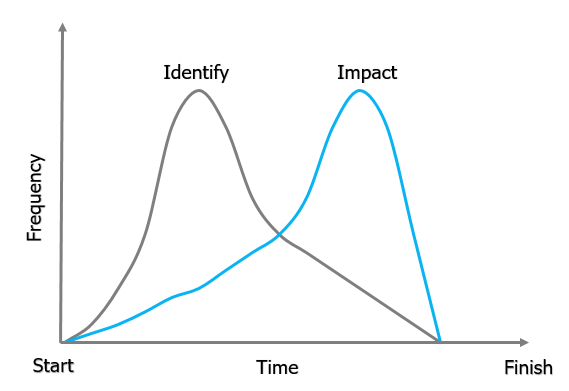 Identify
Impact
Frequency
Start
Time
Finish